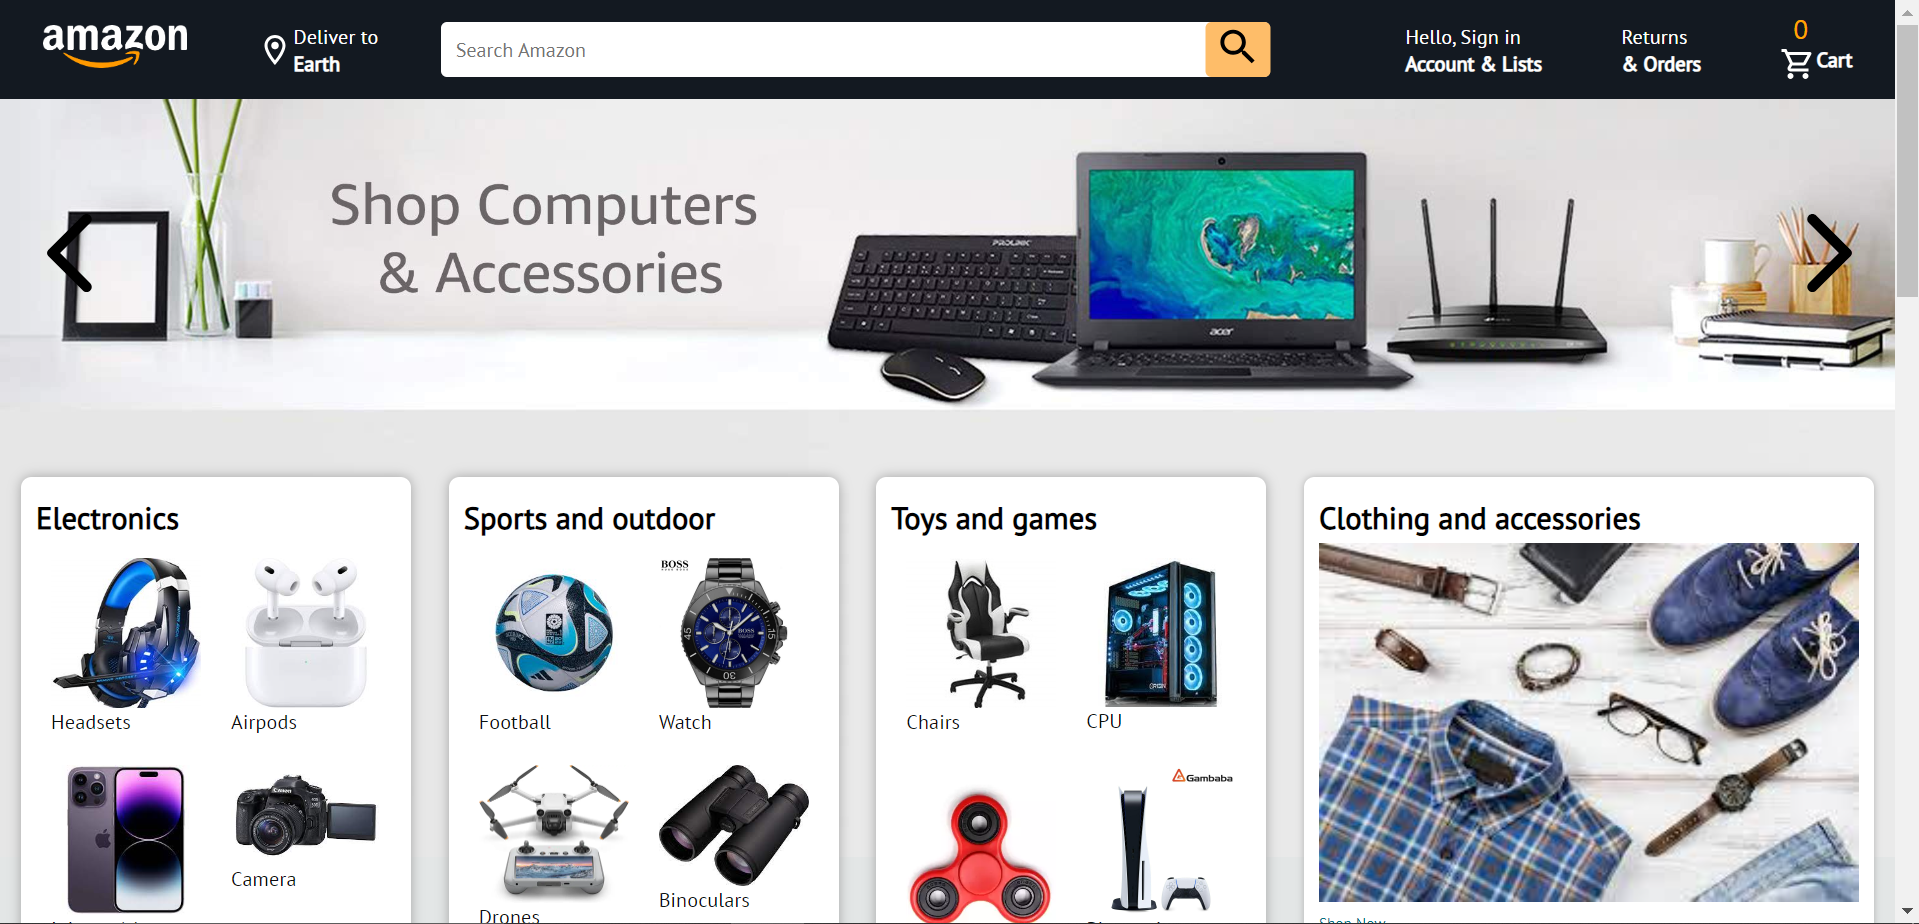 amazon
Deliver to
Earth
Search Amazon
Hello, Sign in
Account & Lists
Returns
& Orders
0
Cart
Shop Computers
& Accessories
PROLINK
acer
Electronics
Headsets
Airpods
Camera
Sports and outdoor
BOSS
Football
Watch
Drones
Binoculars
Toys and games
Chairs
CPU
Gambaba
Clothing and accessories
Shop Now